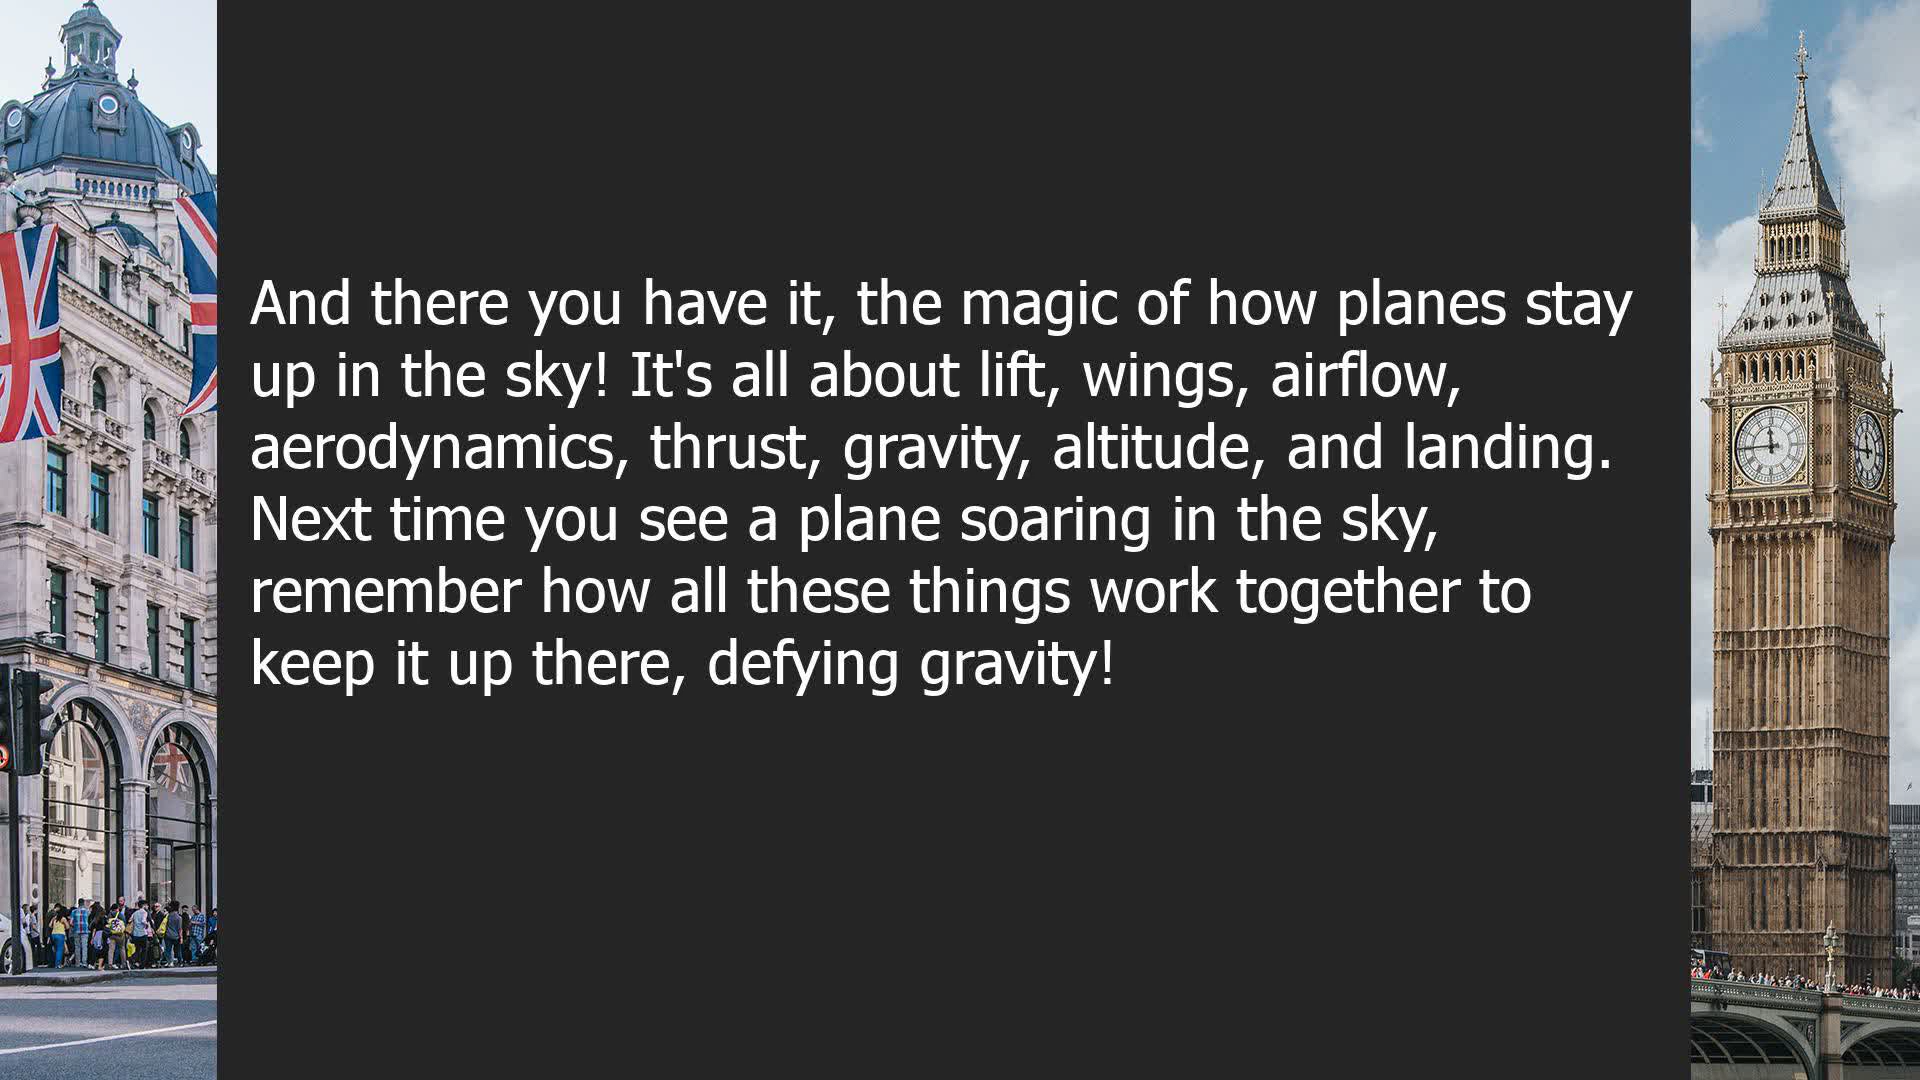 And there you have it, the magic of how planes stay
up in the sky! It's all about lift, wings, airflow,
aerodynamics, thrust, gravity, altitude, and landing.
Next time you see a plane soaring in the sky,
remember how all these things work together to
keep it up there, defying gravity!